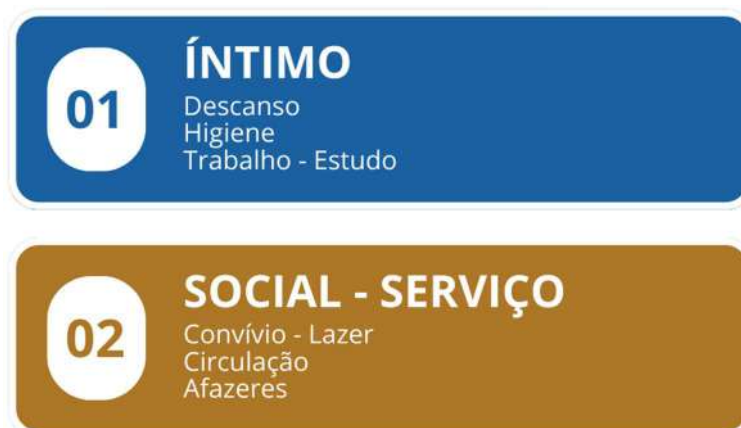 01
ÍNTIMO
Descanso
Higiene
Trabalho - Estudo
02
SOCIAL - SERVIÇO
Convívio - Lazer
Circulação
Afazeres